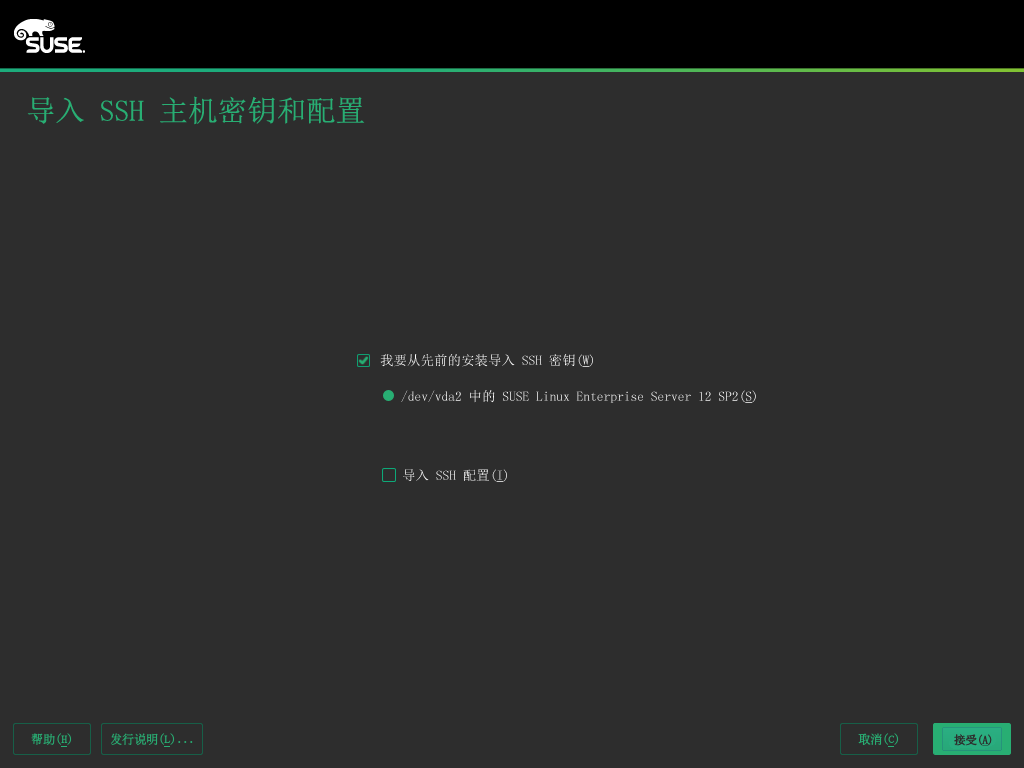 SUSE.
导入 SSH 主机密钥和配置
我要从先前的安装导入 SSH 密钥(W)
/dev/vda2 中的 SUSE Linux Enterprise Server 12 SP2(S)
导入 SSH 配置(I)
帮助(H) 发行说明(L)... 取消(C) 接受(A)